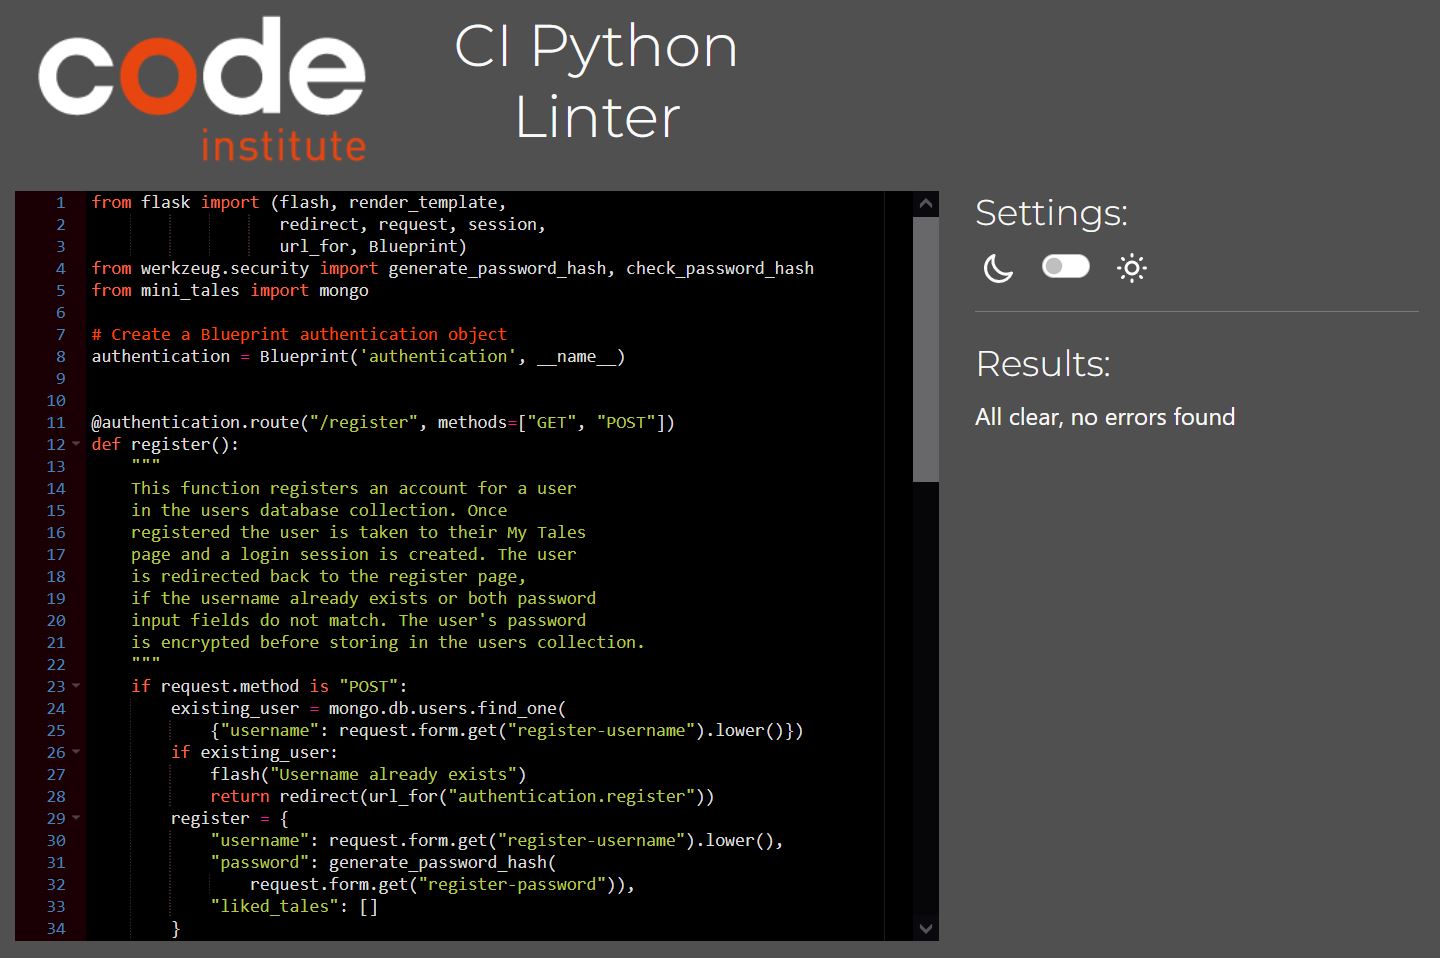 code
institute
CI Python
Linter
1 from flask import (flash, render_template,
2 redirect, request, session,
3 url_for, Blueprint)
4 from werkzeug.security import generate_password_hash, check_password_hash
5 from mini_tales import mongo
6
7 # Create a Blueprint authentication object
8 authentication = Blueprint('authentication', __name__)
9
10
11 @authentication.route("/register", methods=["GET", "POST"])
12 def register():
13 """
14 This function registers an account for a user
15 in the users database collection. Once
16 registered the user is taken to their My Tales
17 page and a login session is created. The user
18 is redirected back to the register page,
19 if the username already exists or both password
20 input fields do not match. The user's password
21 is encrypted before storing in the users collection.
22 """
23 if request.method is "POST":
24 existing_user = mongo.db.users.find_one(
25 {"username": request.form.get("register-username").lower()})
26 if existing_user:
27 flash("Username already exists")
28 return redirect(url_for("authentication.register"))
29 register = {
30 "username": request.form.get("register-username").lower(),
31 "password": generate_password_hash(
32 request.form.get("register-password")),
33 "liked_tales": []
34 }
Settings:
Results:
All clear, no errors found